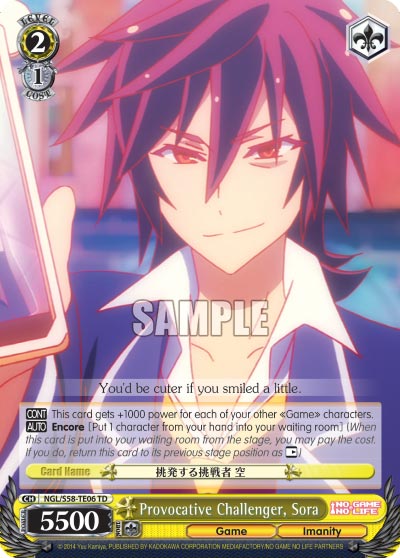 LEVEL
2
1
COST
SAMPLE
You'd be cuter if you smiled a little.
CONT This card gets +1000 power for each of your other «Game» characters.
AUTO Encore [Put 1 character from your hand into your waiting room] (When
this card is put into your waiting room from the stage, you may pay the cost.
If you do, return this card to its previous stage position as
Card Name 挑発する挑戦者 空
CH NGL/S58-TE06 TD
5500
Provocative Challenger, Sora
NO GAME
NO LIFE
Game Imanity
© 2014 Yuu Kamiya, PUBLISHED BY KADOKAWA CORPORATION MEDIAFACTORY/NO GAME NO LIFE PARTNERS